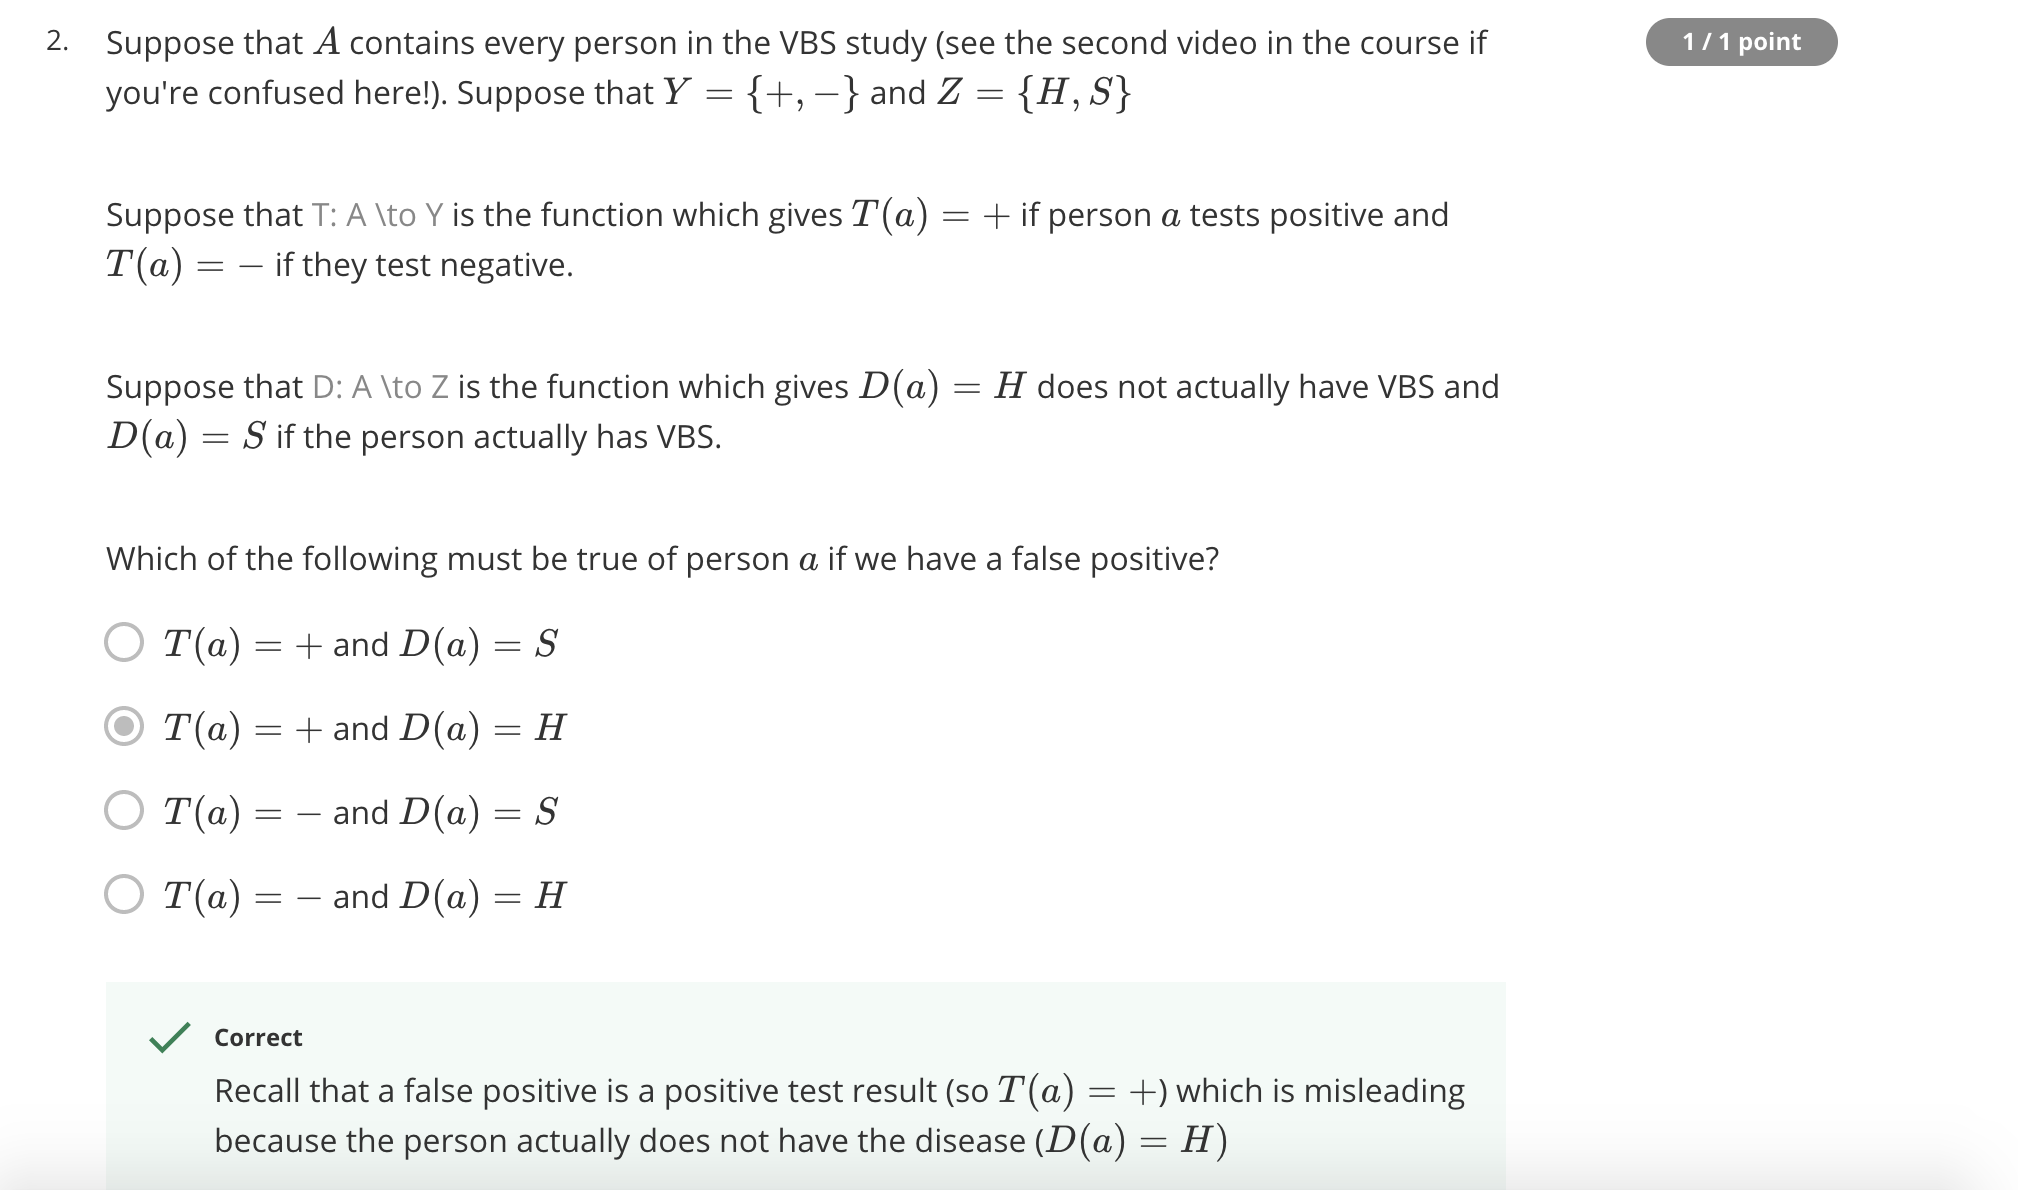 2. Suppose that A contains every person in the VBS study (see the second video in the course if
1 / 1 point
you're confused here!). Suppose that Y = {+, −} and Z = {H, S}
Suppose that T: A \to Y is the function which gives T(a) = + if person a tests positive and
T(a) = − if they test negative.
Suppose that D: A \to Z is the function which gives D(a) = H does not actually have VBS and
D(a) = S if the person actually has VBS.
Which of the following must be true of person a if we have a false positive?
T(a) = + and D(a) = S
T(a) = + and D(a) = H
T(a) = − and D(a) = S
T(a) = − and D(a) = H
Correct
Recall that a false positive is a positive test result (so T(a) = +) which is misleading
because the person actually does not have the disease (D(a) = H)